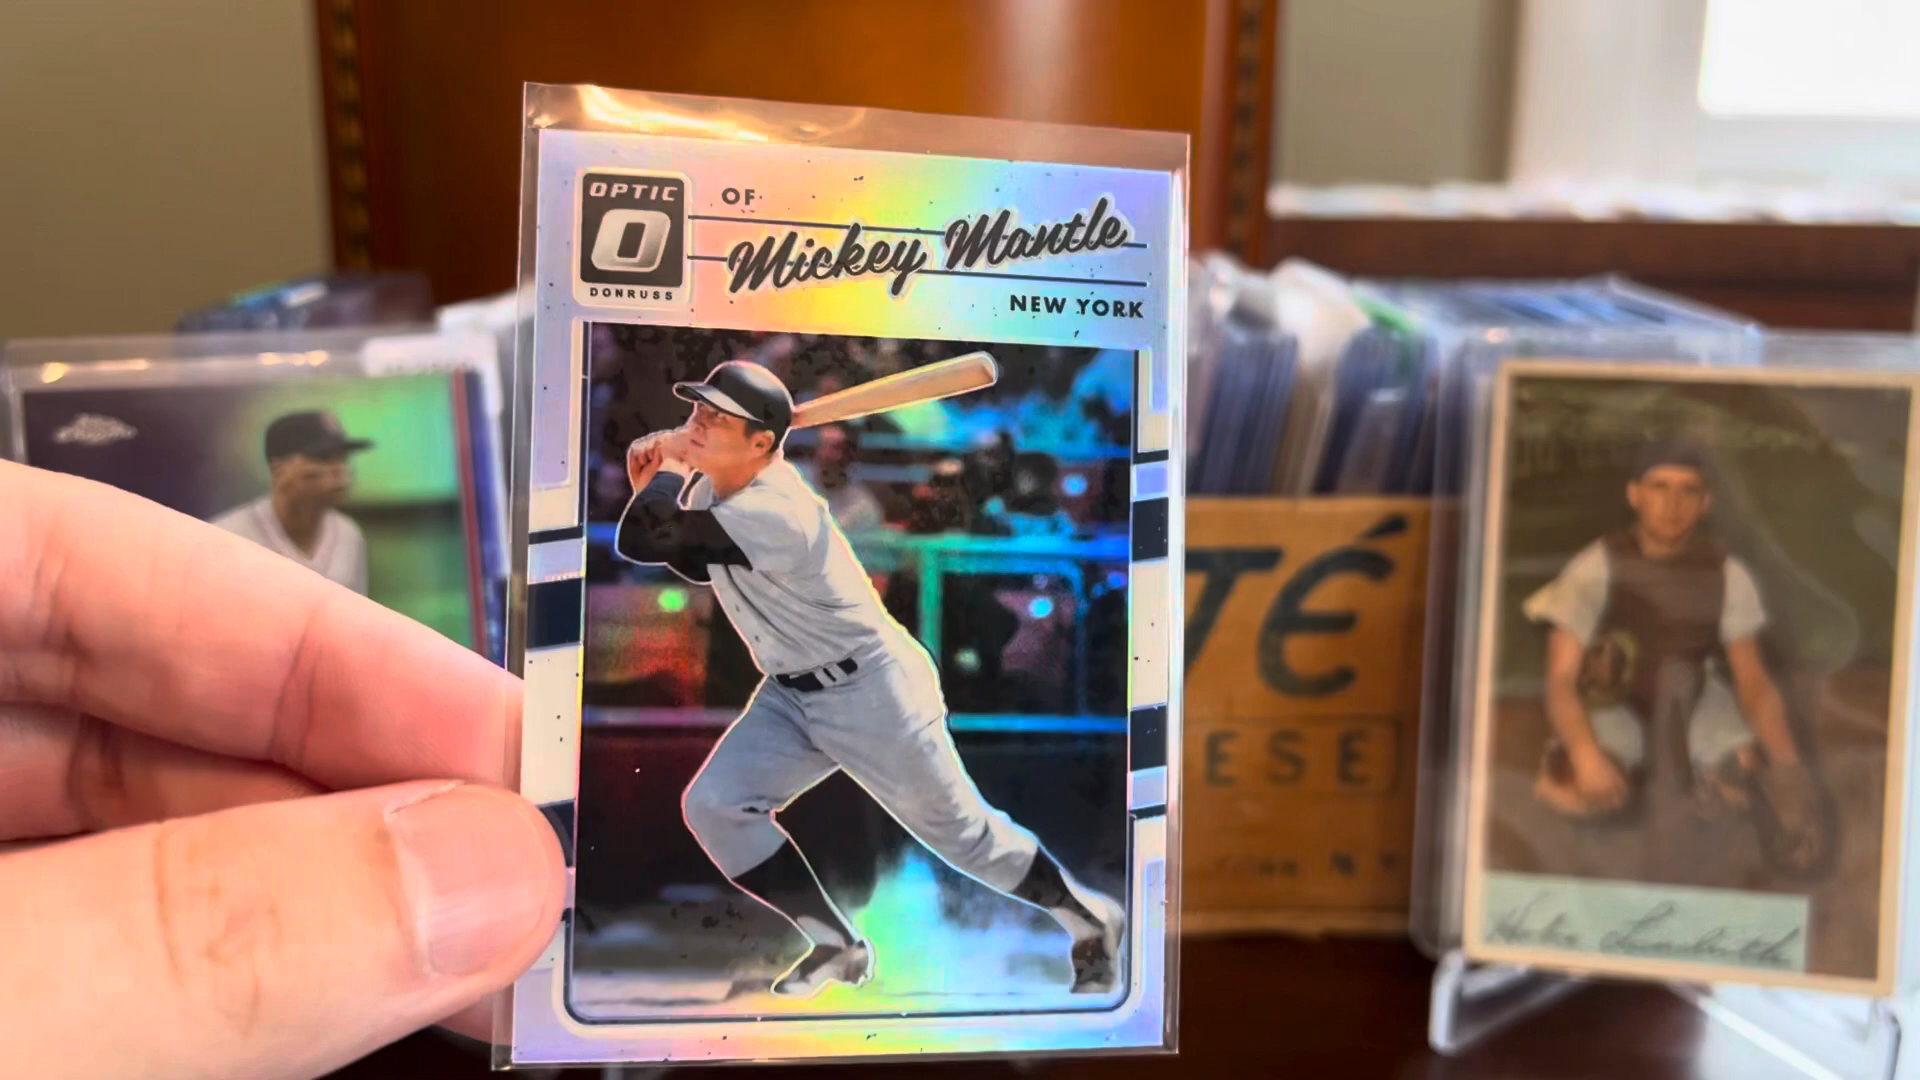 OPTIC
O
DONRUSS
OF
Mickey Mantle
NEW YORK
TÉ
ESE
N.Y